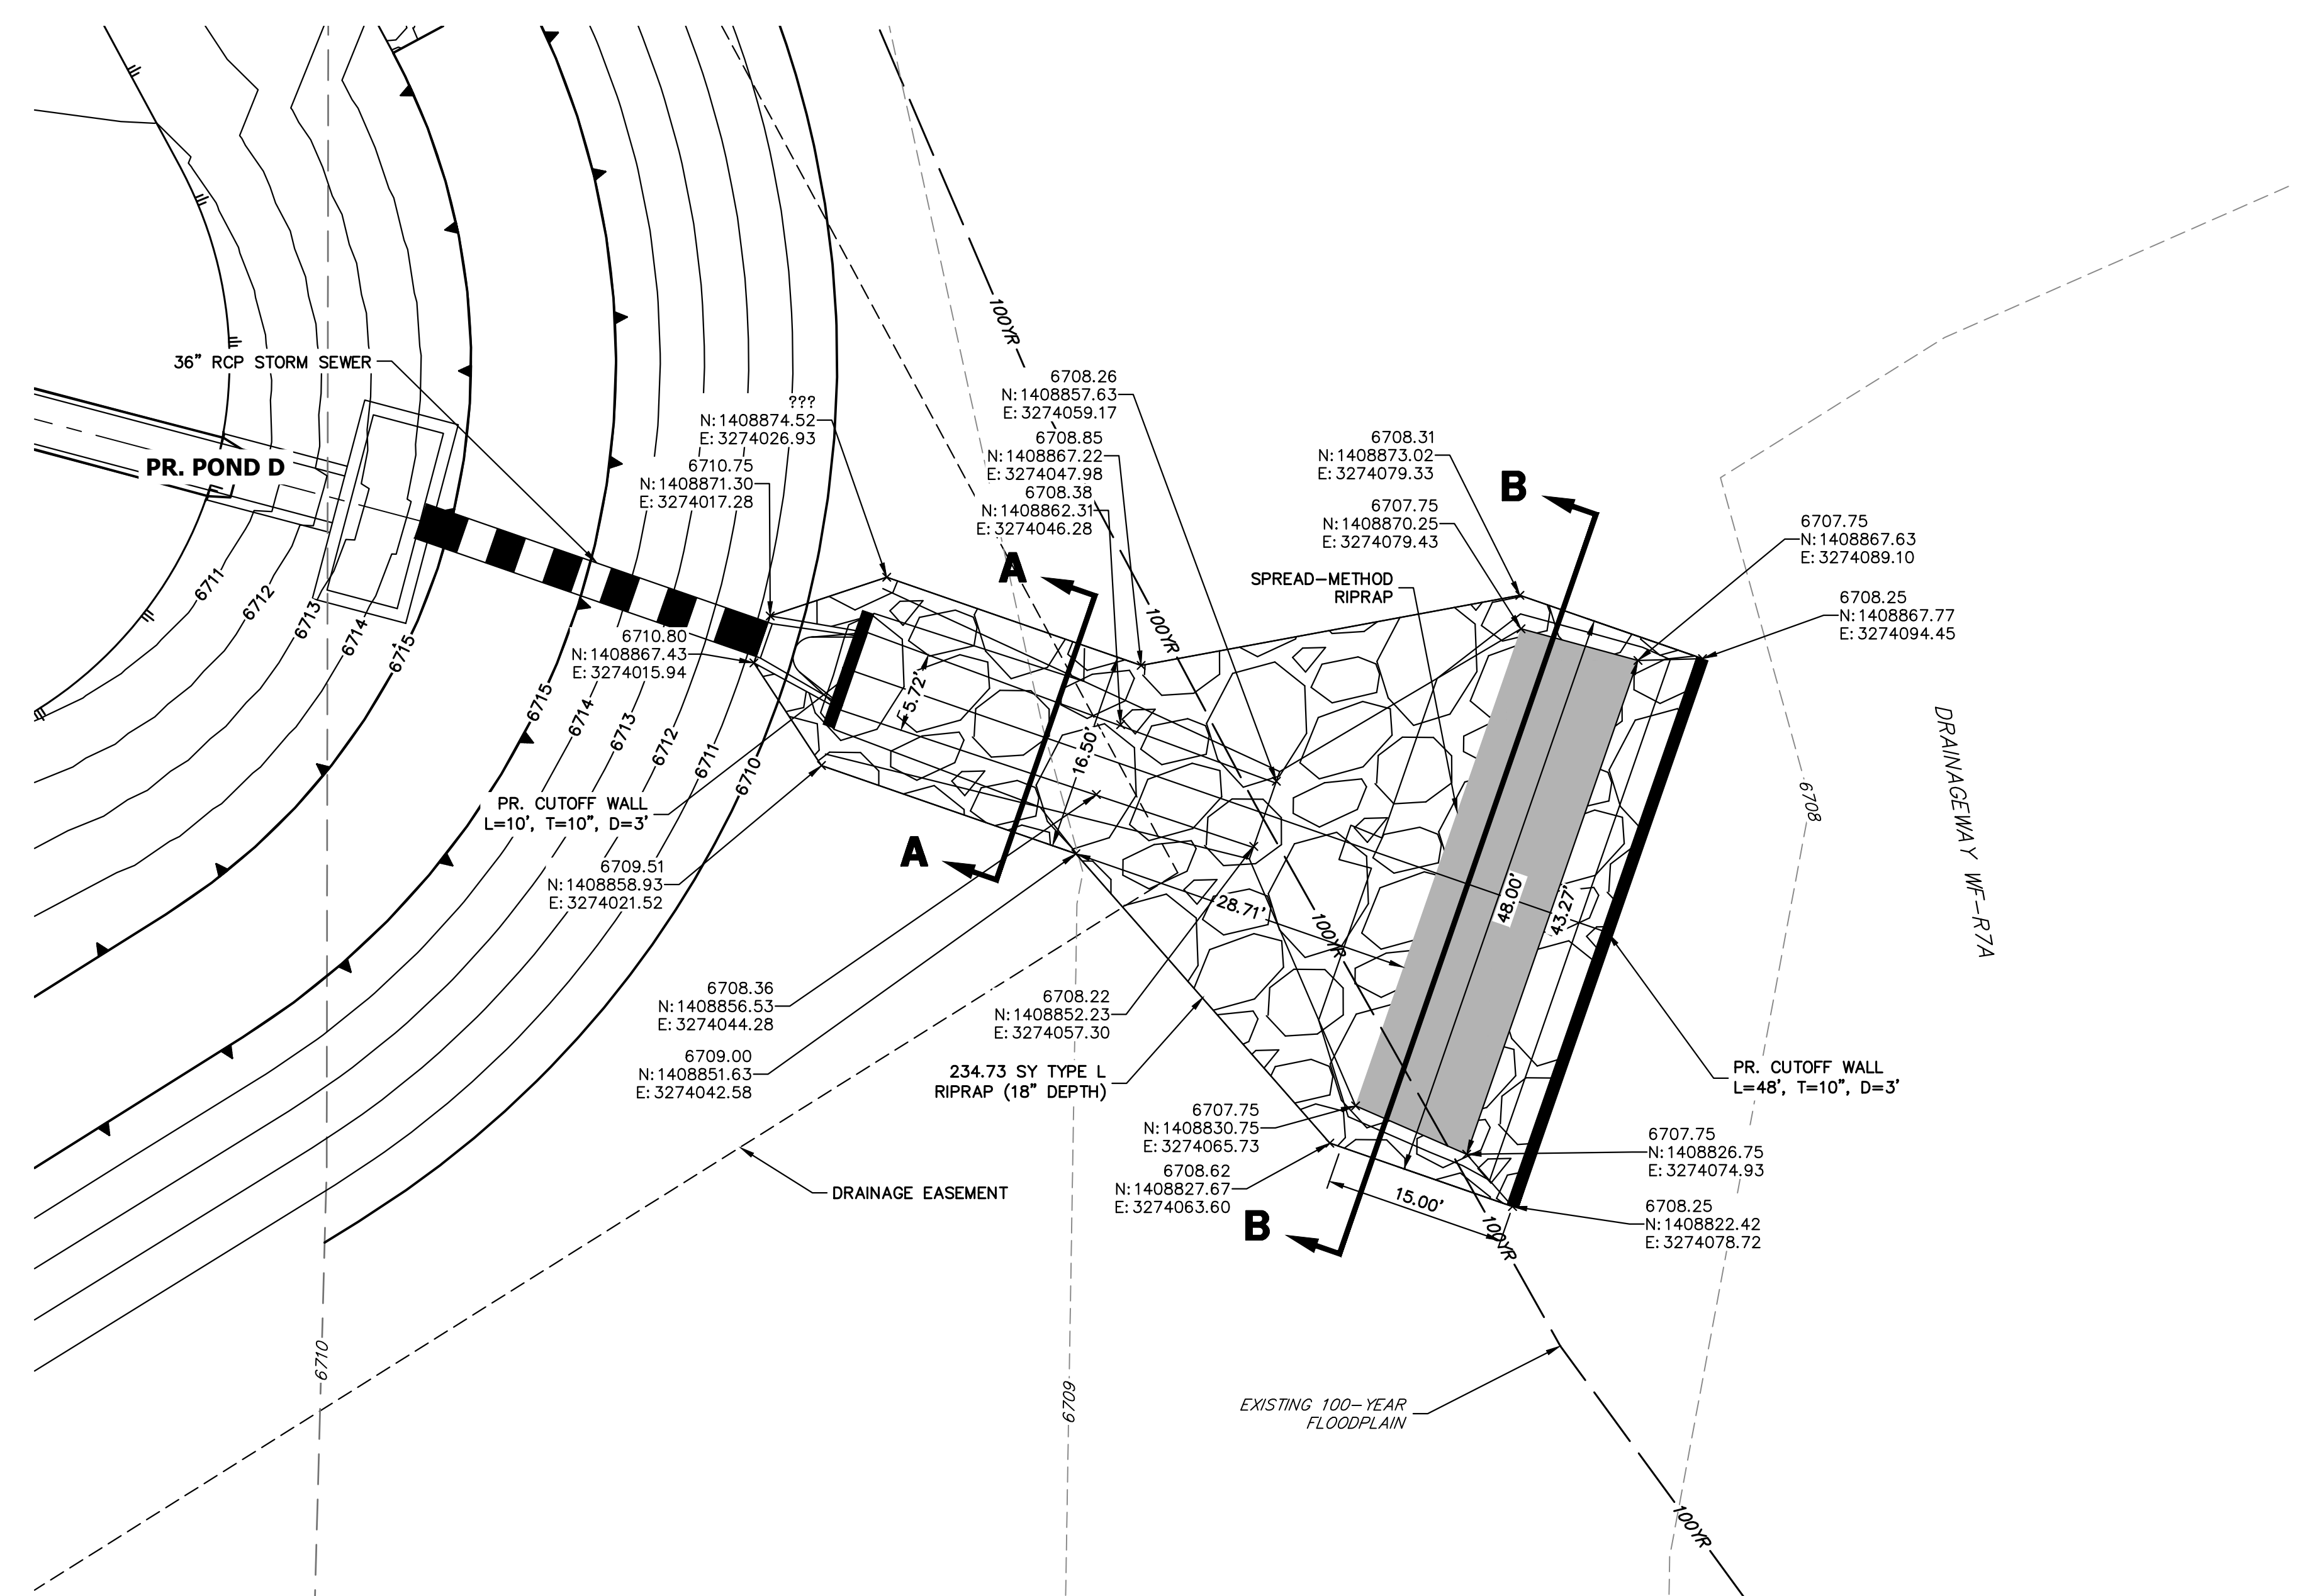 100YR
36" RCP STORM SEWER
PR. POND D
???
N: 1408874.52
E: 3274026.93
6710.75
N: 1408871.30
E: 3274017.28
6710.80
N: 1408867.43
E: 3274015.94
6708.26
N: 1408857.63
E: 3274059.17
6708.85
N: 1408867.22
E: 3274047.98
6708.38
N: 1408862.31
E: 3274046.28
6708.31
N: 1408873.02
E: 3274079.33
6707.75
N: 1408870.25
E: 3274079.43
SPREAD-METHOD
RIPRAP
B
6707.75
N: 1408867.63
E: 3274089.10
6708.25
N: 1408867.77
E: 3274094.45
A
100YR
6711
6712
6713
6714
6715
6715
6714
6713
6712
6711
6710
5.72'
16.50'
A
PR. CUTOFF WALL
L=10', T=10", D=3'
6709.51
N: 1408858.93
E: 3274021.52
28.71'
100YR
48.00'
43.27'
6708
DRAINAGEWAY WF-R7A
6708.36
N: 1408856.53
E: 3274044.28
6709.00
N: 1408851.63
E: 3274042.58
6708.22
N: 1408852.23
E: 3274057.30
234.73 SY TYPE L
RIPRAP (18" DEPTH)
PR. CUTOFF WALL
L=48', T=10", D=3'
6707.75
N: 1408830.75
E: 3274065.73
6708.62
N: 1408827.67
E: 3274063.60
6707.75
N: 1408826.75
E: 3274074.93
6708.25
N: 1408822.42
E: 3274078.72
DRAINAGE EASEMENT
B
15.00'
100YR
6710
6709
EXISTING 100-YEAR
FLOODPLAIN
100YR